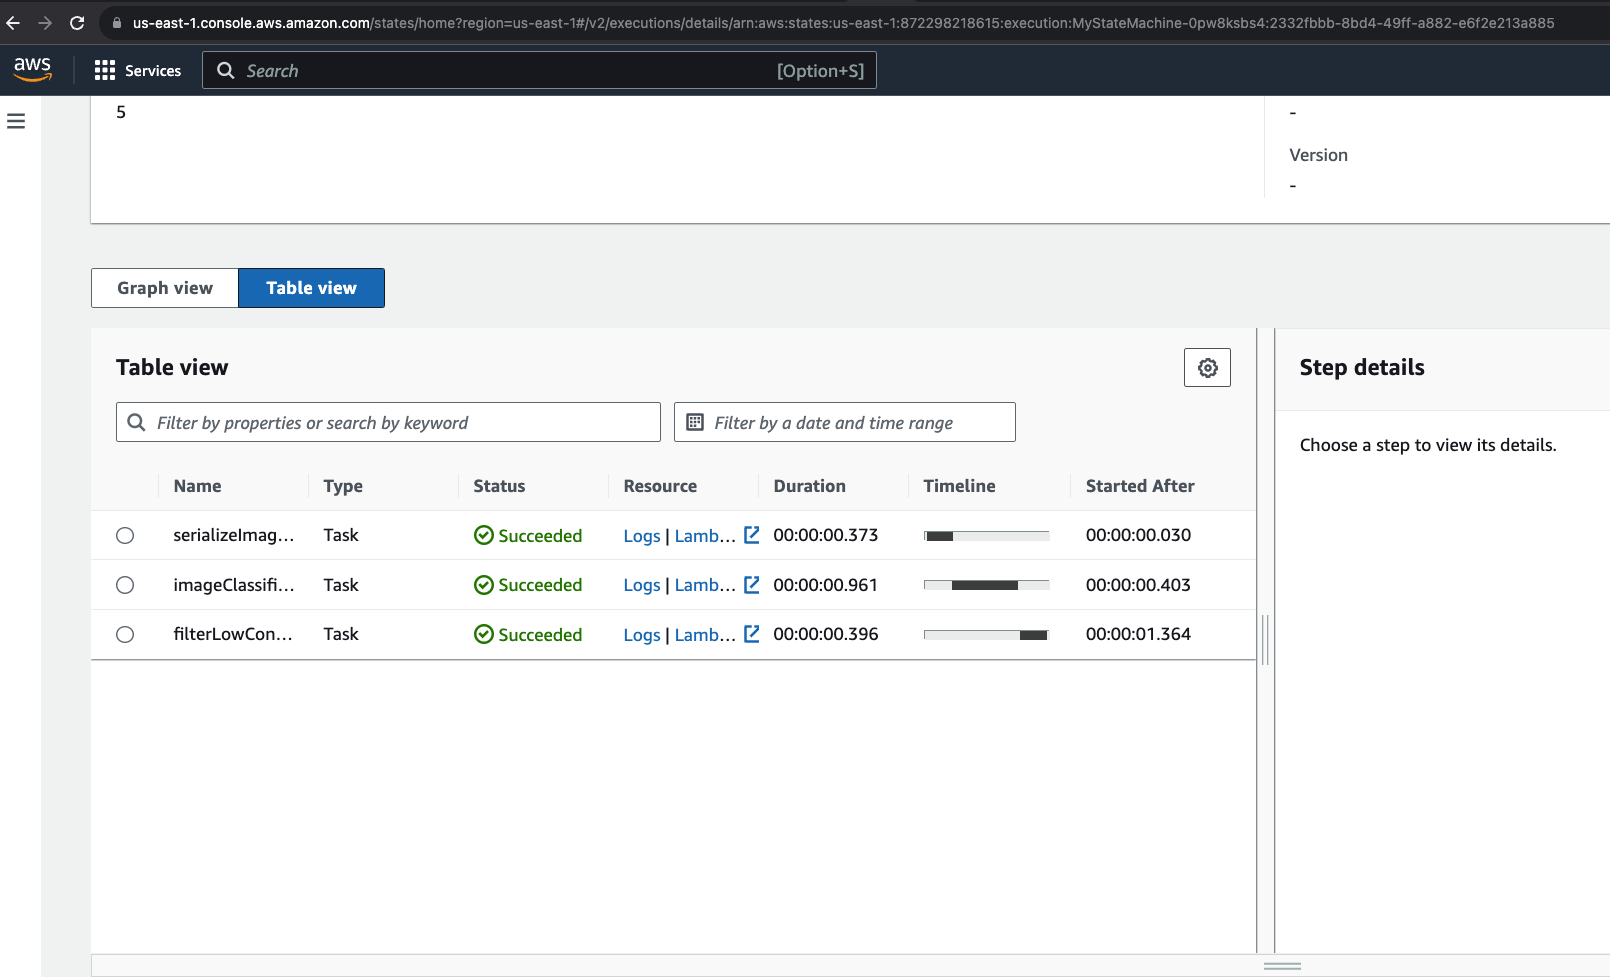 us-east-1.console.aws.amazon.com/states/home?region=us-east-1#/v2/executions/details/arn:aws:states:us-east-1:872298218615:execution:MyStateMachine-0pw8ksbs4:2332fbbb-8bd4-49ff-a882-e6f2e213a885
aws Services Search [Option+S]
5 -
Version
-
Graph view Table view
Table view Step details
Filter by properties or search by keyword Filter by a date and time range
Choose a step to view its details.
Name Type Status Resource Duration Timeline Started After
serializeImag... Task Succeeded Logs | Lamb... 00:00:00.373 00:00:00.030
imageClassifi... Task Succeeded Logs | Lamb... 00:00:00.961 00:00:00.403
filterLowCon... Task Succeeded Logs | Lamb... 00:00:00.396 00:00:01.364